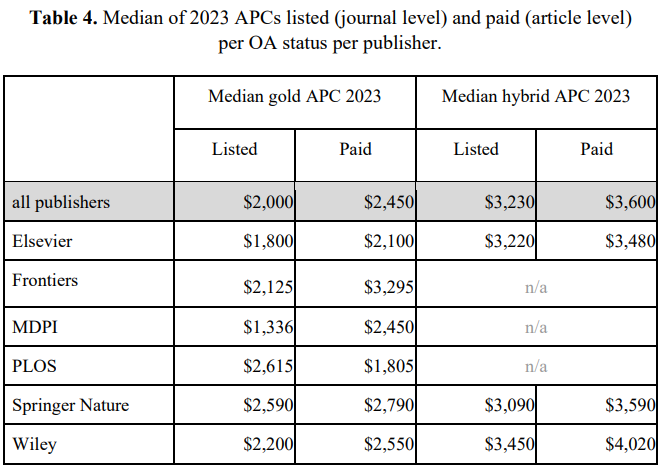 Table 4. Median of 2023 APCs listed (journal level) and paid (article level)
per OA status per publisher.
Median gold APC 2023 Median hybrid APC 2023
Listed Paid Listed Paid
all publishers $2,000 $2,450 $3,230 $3,600
Elsevier $1,800 $2,100 $3,220 $3,480
Frontiers $2,125 $3,295 n/a
MDPI $1,336 $2,450 n/a
PLOS $2,615 $1,805 n/a
Springer Nature $2,590 $2,790 $3,090 $3,590
Wiley $2,200 $2,550 $3,450 $4,020